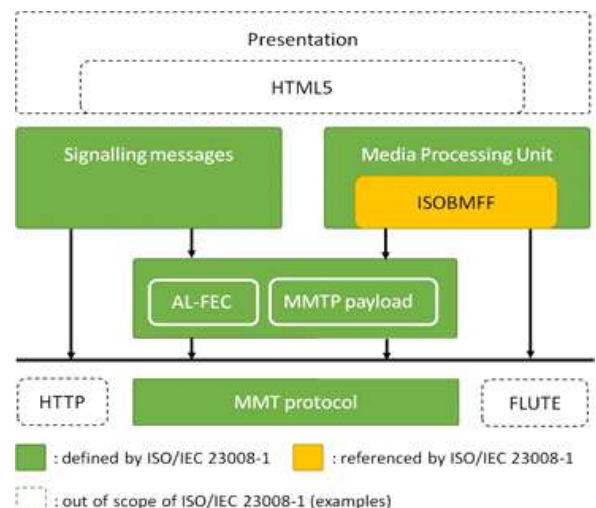 Presentation
HTML5
Signalling messages
Media Processing Unit
ISOBMFF
AL-FEC
MMTP payload
HTTP
MMT protocol
FLUTE
: defined by ISO/IEC 23008-1
: referenced by ISO/IEC 23008-1
: out of scope of ISO/IEC 23008-1 (examples)